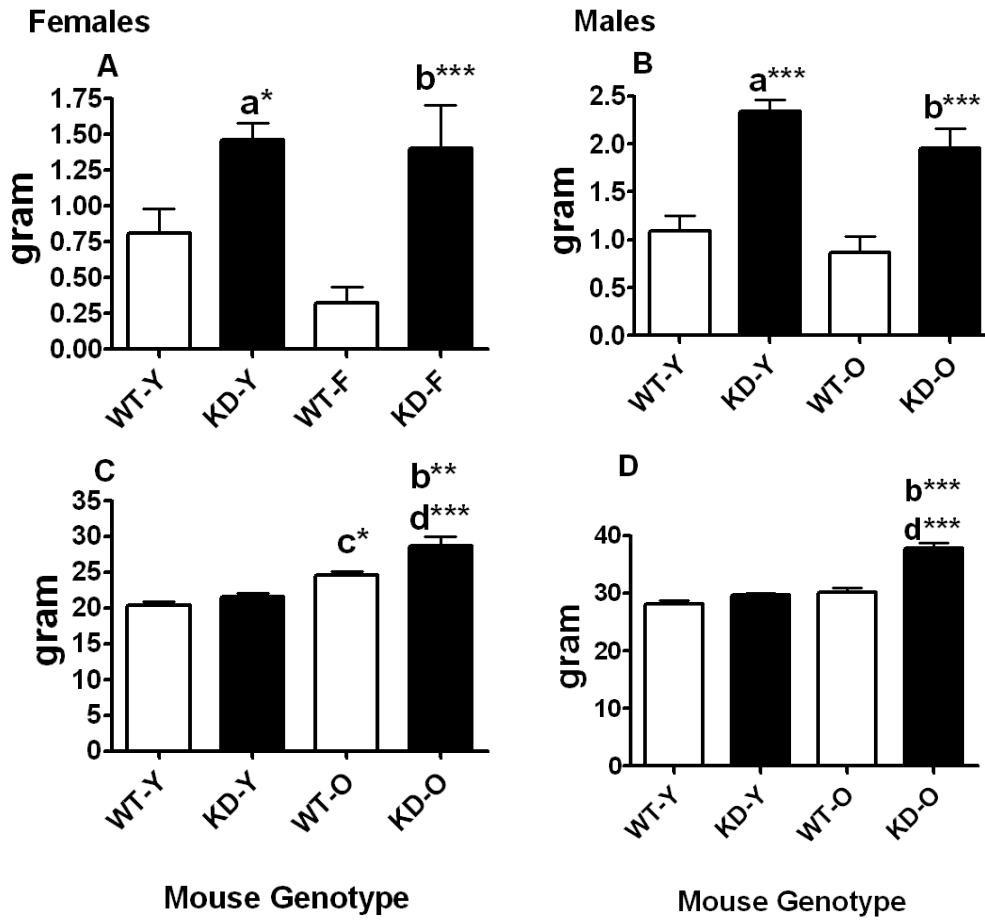 Females
Males
A
gram
1.75
1.50
1.25
1.00
0.75
0.50
0.25
0.00
a*
b***
WT-Y
KD-Y
WT-F
KD-F
B
gram
2.5
2.0
1.5
1.0
0.5
0.0
a***
b***
WT-Y
KD-Y
WT-O
KD-O
C
gram
35
30
25
20
15
10
5
0
c*
b**
d***
WT-Y
KD-Y
WT-O
KD-O
Mouse Genotype
D
gram
40
30
20
10
0
b***
d***
WT-Y
KD-Y
WT-O
KD-O
Mouse Genotype